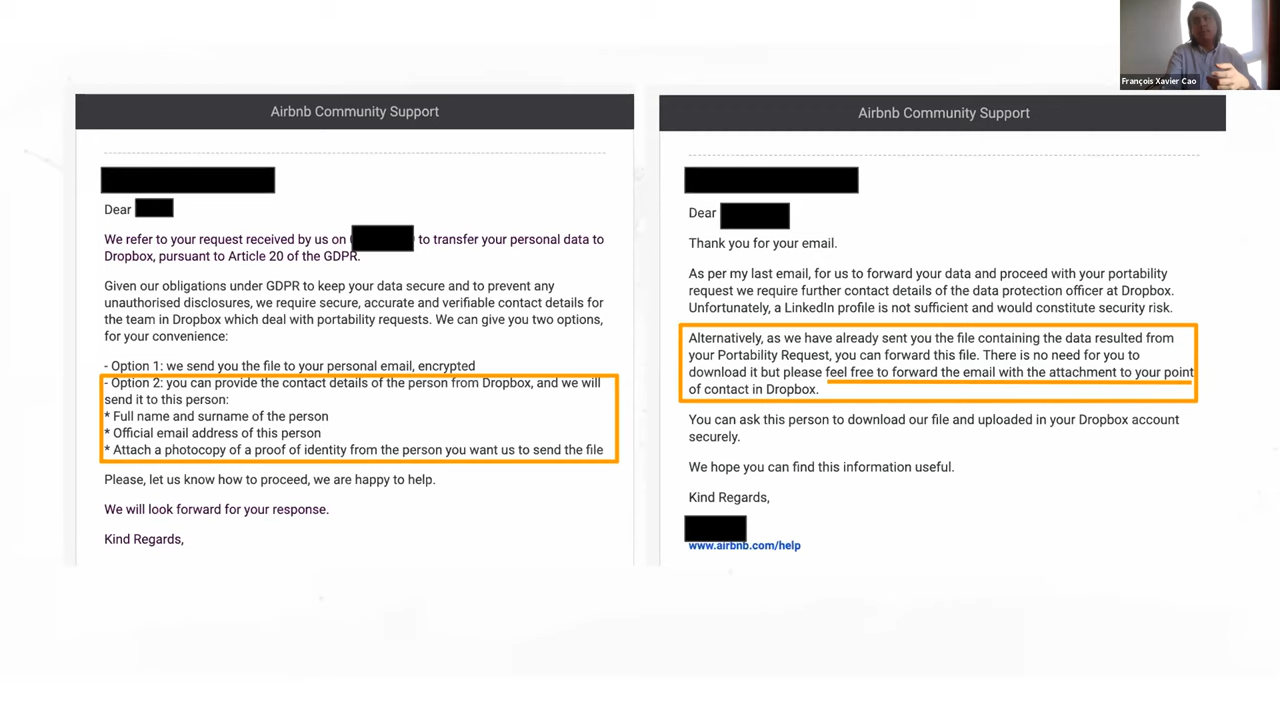 François Xavier Cao
Airbnb Community Support
Dear
We refer to your request received by us on to transfer your personal data to
Dropbox, pursuant to Article 20 of the GDPR.
Given our obligations under GDPR to keep your data secure and to prevent any
unauthorised disclosures, we require secure, accurate and verifiable contact details for
the team in Dropbox which deal with portability requests. We can give you two options,
for your convenience:
- Option 1: we send you the file to your personal email, encrypted
- Option 2: you can provide the contact details of the person from Dropbox, and we will
send it to this person:
* Full name and surname of the person
* Official email address of this person
* Attach a photocopy of a proof of identity from the person you want us to send the file
Please, let us know how to proceed, we are happy to help.
We will look forward for your response.
Kind Regards,
Airbnb Community Support
Dear
Thank you for your email.
As per my last email, for us to forward your data and proceed with your portability
request we require further contact details of the data protection officer at Dropbox.
Unfortunately, a LinkedIn profile is not sufficient and would constitute security risk.
Alternatively, as we have already sent you the file containing the data resulted from
your Portability Request, you can forward this file. There is no need for you to
download it but please feel free to forward the email with the attachment to your point
of contact in Dropbox.
You can ask this person to download our file and uploaded in your Dropbox account
securely.
We hope you can find this information useful.
Kind Regards,
www.airbnb.com/help